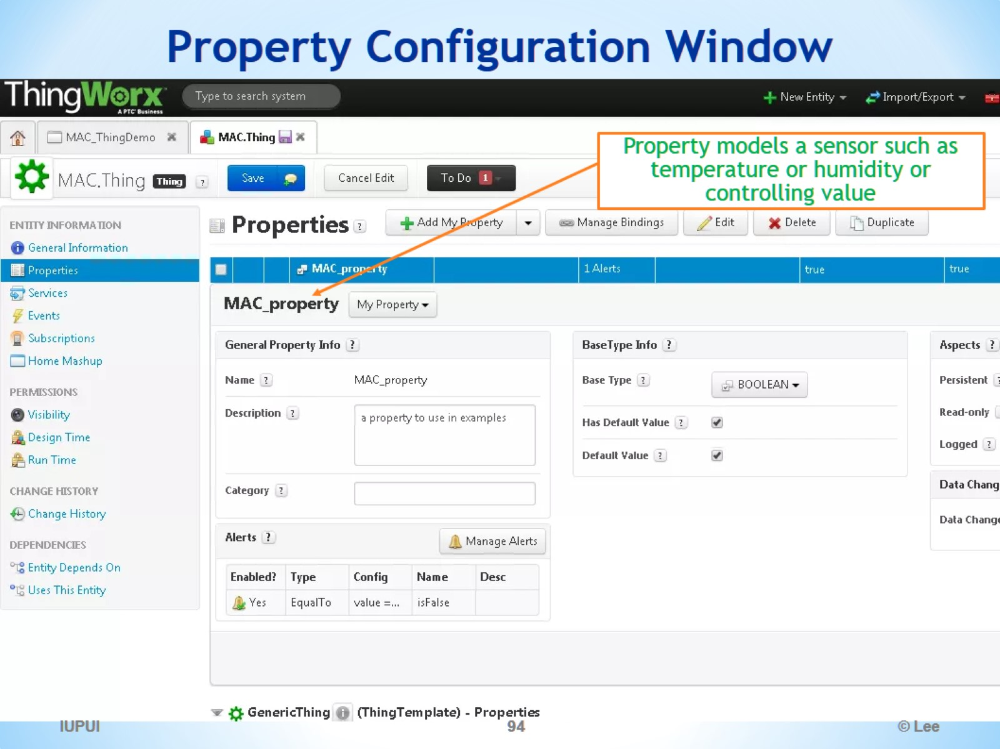 Property Configuration Window
ThingWorx
A PTC Business
Type to search system
New Entity
Import/Export
MAC_ThingDemo
MAC.Thing
Property models a sensor such as
temperature or humidity or
controlling value
MAC.Thing Thing ?
Save
Cancel Edit
To Do 1
ENTITY INFORMATION
General Information
Properties
Services
Events
Subscriptions
Home Mashup
PERMISSIONS
Visibility
Design Time
Run Time
CHANGE HISTORY
Change History
DEPENDENCIES
Entity Depends On
Uses This Entity
Properties ?
Add My Property
Manage Bindings
Edit
Delete
Duplicate
MAC_property 1 Alerts true true
MAC_property My Property
General Property Info ?
Name ? MAC_property
Description ? a property to use in examples
Category ?
Alerts ? Manage Alerts
Enabled? Type Config Name Desc
Yes EqualTo value =... isFalse
BaseType Info ?
Base Type ? BOOLEAN
Has Default Value ?
Default Value ?
Aspects ?
Persistent ?
Read-only
Logged ?
Data Chang
Data Change
GenericThing (ThingTemplate) - Properties
IUPUI 94 © Lee